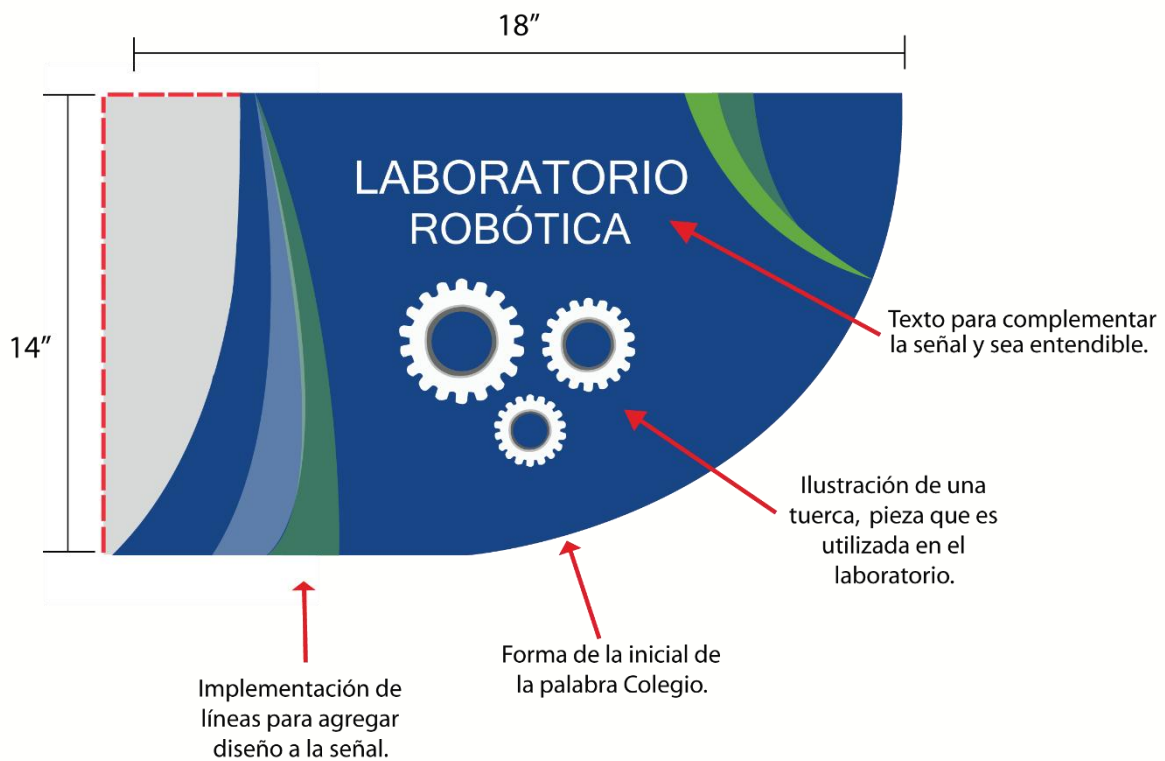 18”
LABORATORIO
ROBÓTICA
14”
Texto para complementar
la señal y sea entendible.
Ilustración de una
tuerca, pieza que es
utilizada en el
laboratorio.
Forma de la inicial de
la palabra Colegio.
Implementación de
líneas para agregar
diseño a la señal.